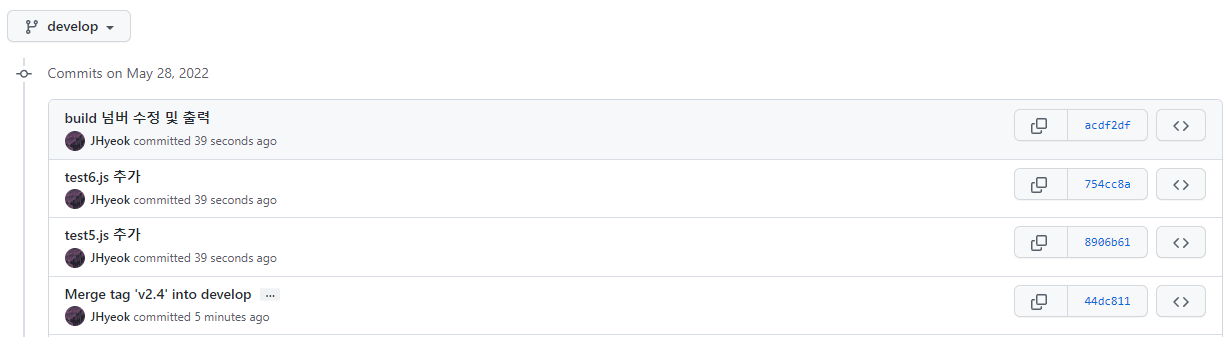 develop
Commits on May 28, 2022
build 넘버 수정 및 출력
acdf2df
JHyeok committed 39 seconds ago
test6.js 추가
754cc8a
JHyeok committed 39 seconds ago
test5.js 추가
8906b61
JHyeok committed 39 seconds ago
Merge tag 'v2.4' into develop ...
44dc811
JHyeok committed 5 minutes ago